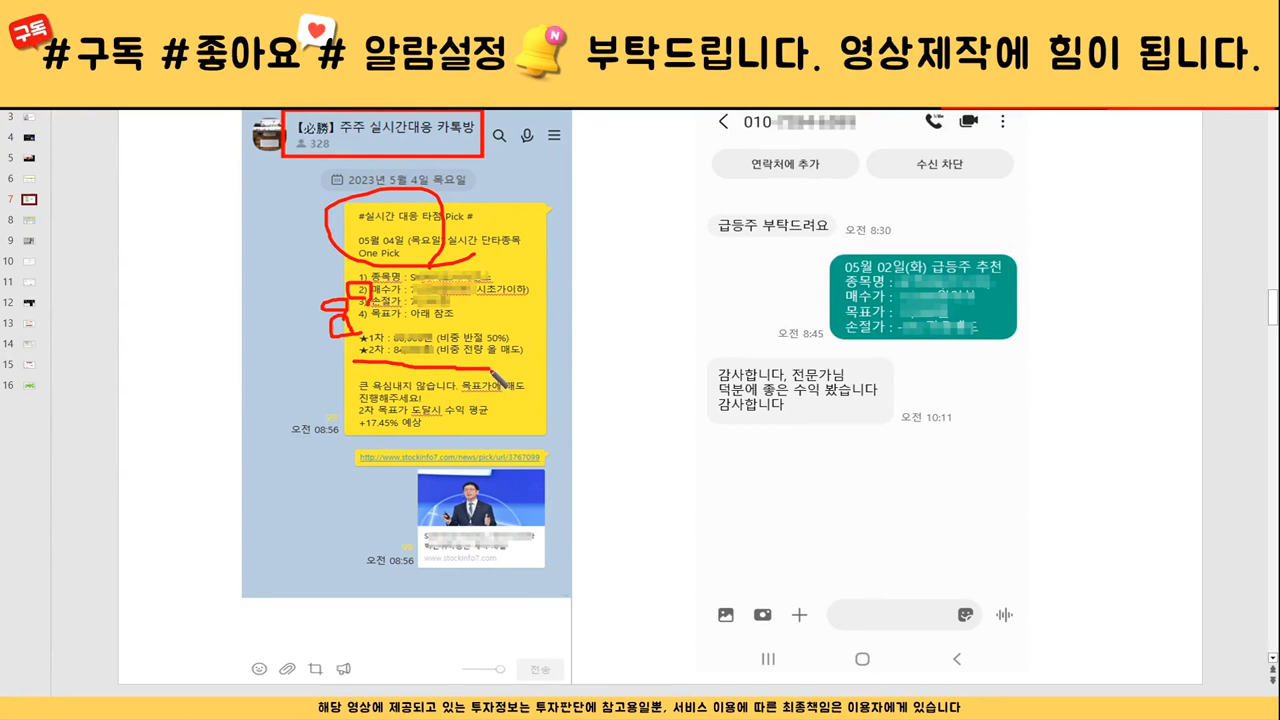 구독
#구독 #좋아요 # 알람설정 부탁드립니다. 영상제작에 힘이 됩니다.
N
3
4
5
6
7
8
9
10
11
12
13
14
15
16
【必勝】주주 실시간대응 카톡방
328
2023년 5월 4일 목요일
#실시간 대응 타점 Pick #
05월 04일 (목요일) 실시간 단타종목
One Pick
1) 종목명 :
2) 매수가 : 시초가이하)
3) 손절가 :
4) 목표가 : 아래 참조
★1차 : (비중 반절 50%)
★2차 : (비중 전량 올 매도)
큰 욕심내지 않습니다. 목표가에 매도
진행해주세요!
2차 목표가 도달시 수익 평균
+17.45% 예상
오전 08:56
http://www.stockinfo7.com/news/pick/url/3767099
오전 08:56
www.stockinfo7.com
전송
010-
연락처에 추가
수신 차단
급등주 부탁드려요
오전 8:30
05월 02일(화) 급등주 추천
종목명 :
매수가 :
목표가 :
손절가 :
오전 8:45
감사합니다, 전문가님
덕분에 좋은 수익 봤습니다
감사합니다
오전 10:11
해당 영상에 제공되고 있는 투자정보는 투자판단에 참고용일뿐, 서비스 이용에 따른 최종책임은 이용자에게 있습니다